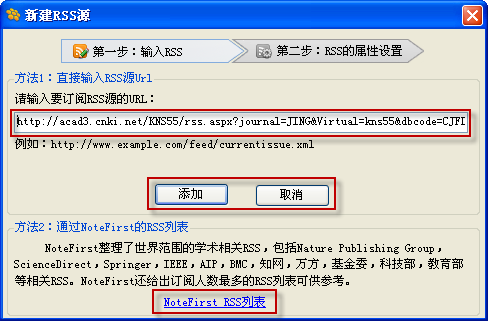 新建RSS源
第一步：输入RSS
第二步：RSS的属性设置
方法1：直接输入RSS源Url
请输入要订阅RSS源的URL：
http://acad3.cnki.net/KNS55/rss.aspx?journal=JING&Virtual=kns55&dbcode=CJFD
例如：http://www.example.com/feed/currentissue.xml
添加
取消
方法2：通过NoteFirst的RSS列表
NoteFirst整理了世界范围的学术相关RSS，包括Nature Publishing Group，
ScienceDirect，Springer，IEEE，AIP，BMC，知网，万方，基金委，科技部，教育部
等相关RSS。NoteFirst还给出订阅人数最多的RSS列表可供参考。
NoteFirst RSS列表